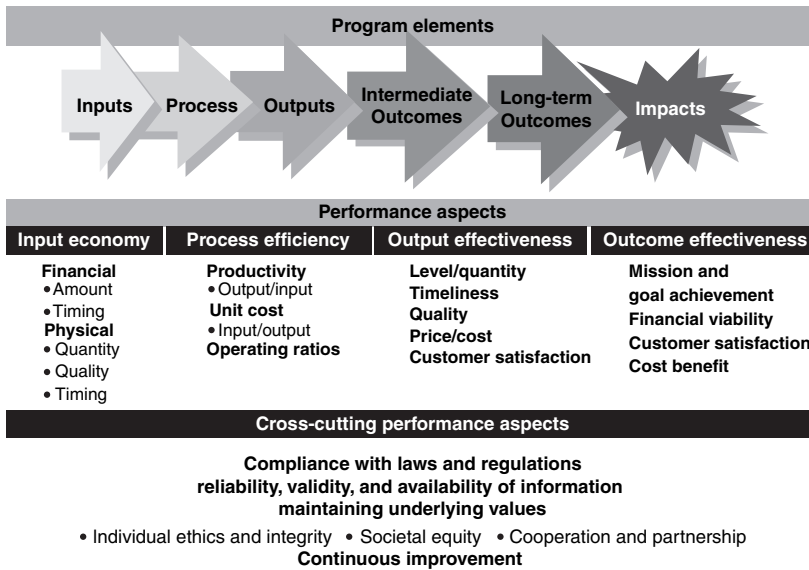 Program elements
Inputs
Process
Outputs
Intermediate
Outcomes
Long-term
Outcomes
Impacts
Performance aspects
Input economy
Financial
• Amount
• Timing
Physical
• Quantity
• Quality
• Timing
Process efficiency
Productivity
• Output/input
Unit cost
• Input/output
Operating ratios
Output effectiveness
Level/quantity
Timeliness
Quality
Price/cost
Customer satisfaction
Outcome effectiveness
Mission and
goal achievement
Financial viability
Customer satisfaction
Cost benefit
Cross-cutting performance aspects
Compliance with laws and regulations
reliability, validity, and availability of information
maintaining underlying values
• Individual ethics and integrity • Societal equity • Cooperation and partnership
Continuous improvement